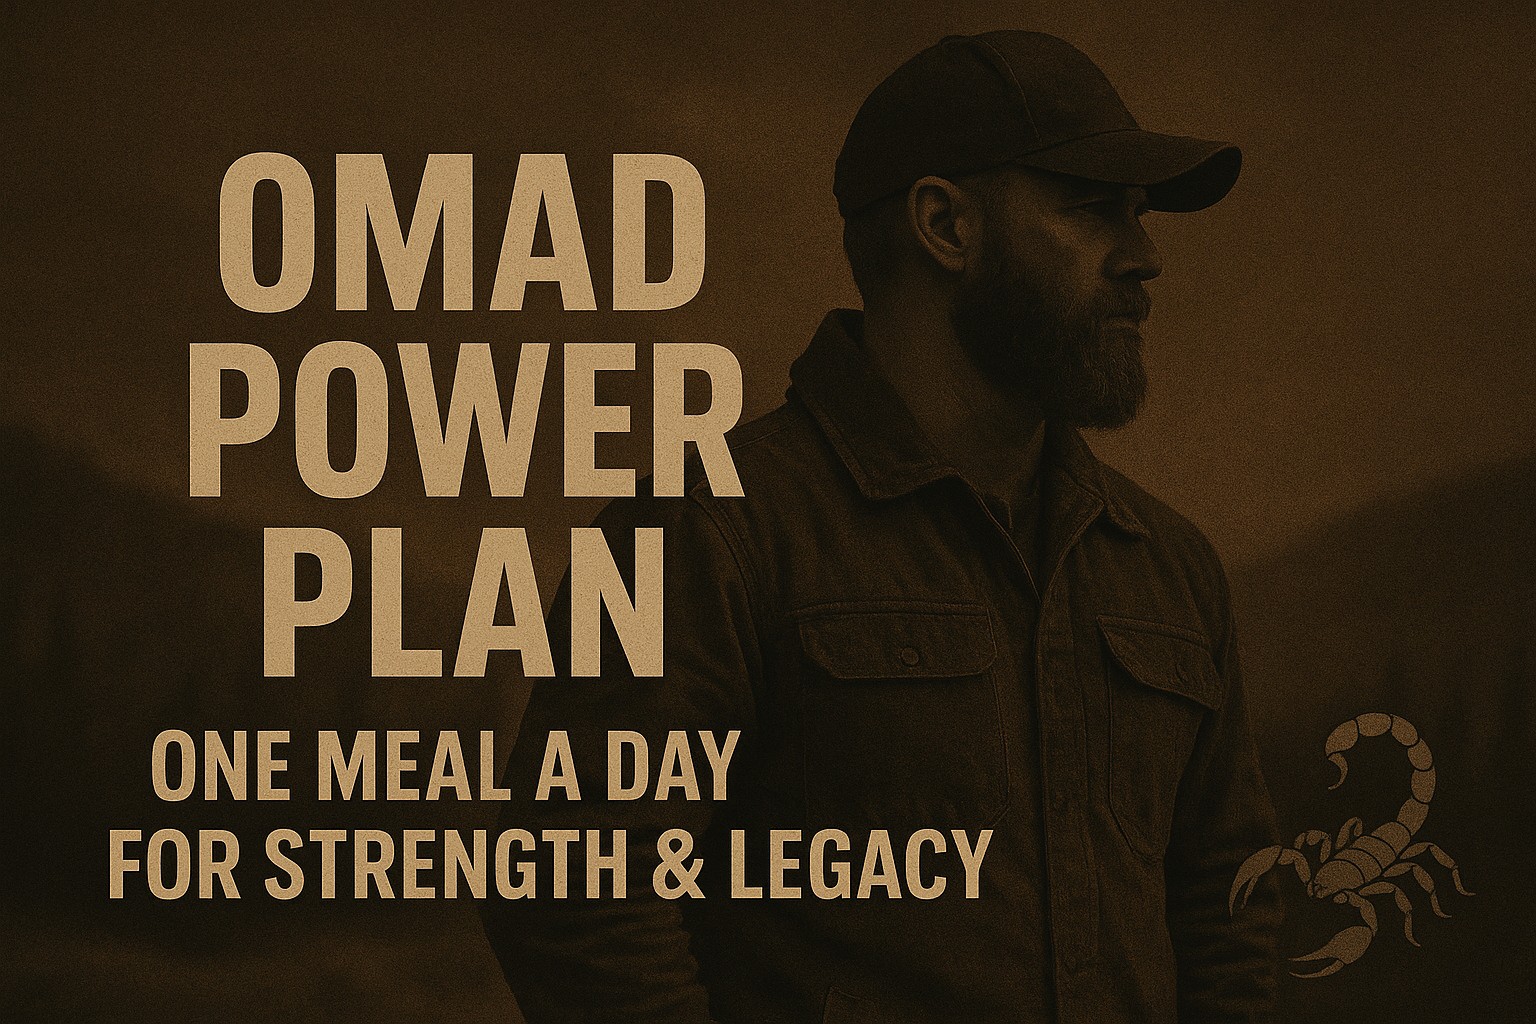 OMAD
POWER
PLAN
ONE MEAL A DAY
FOR STRENGTH & LEGACY